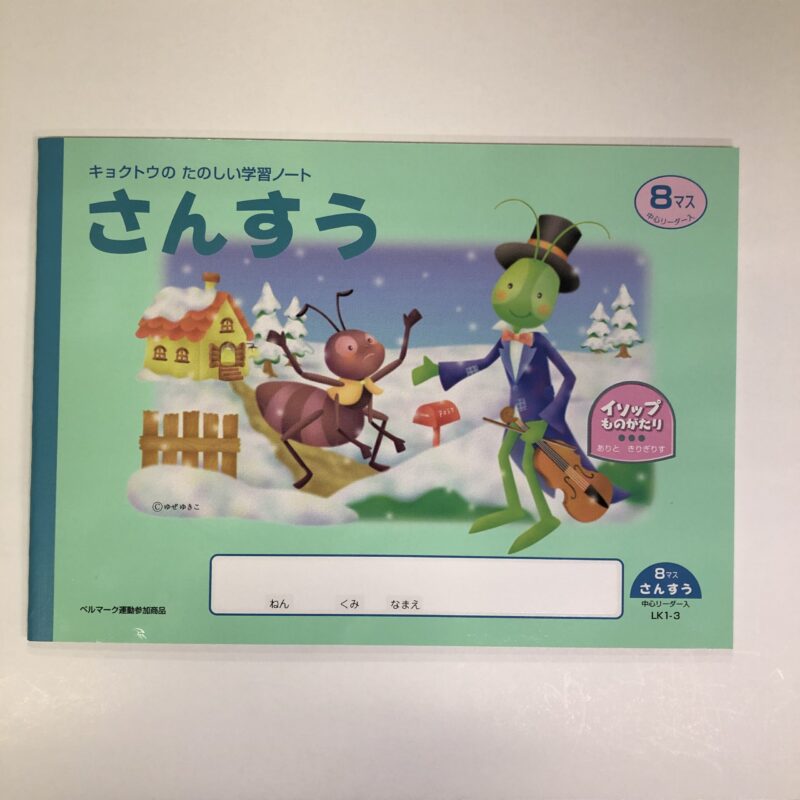 キョクトウの たのしい学習ノート
さんすう
8マス
中心リーダー入
POST
イソップ
ものがたり
ありと きりぎりす
©ゆぜゆきこ
ねん くみ なまえ
ベルマーク運動参加商品
8マス
さんすう
中心リーダー入
LK1-3